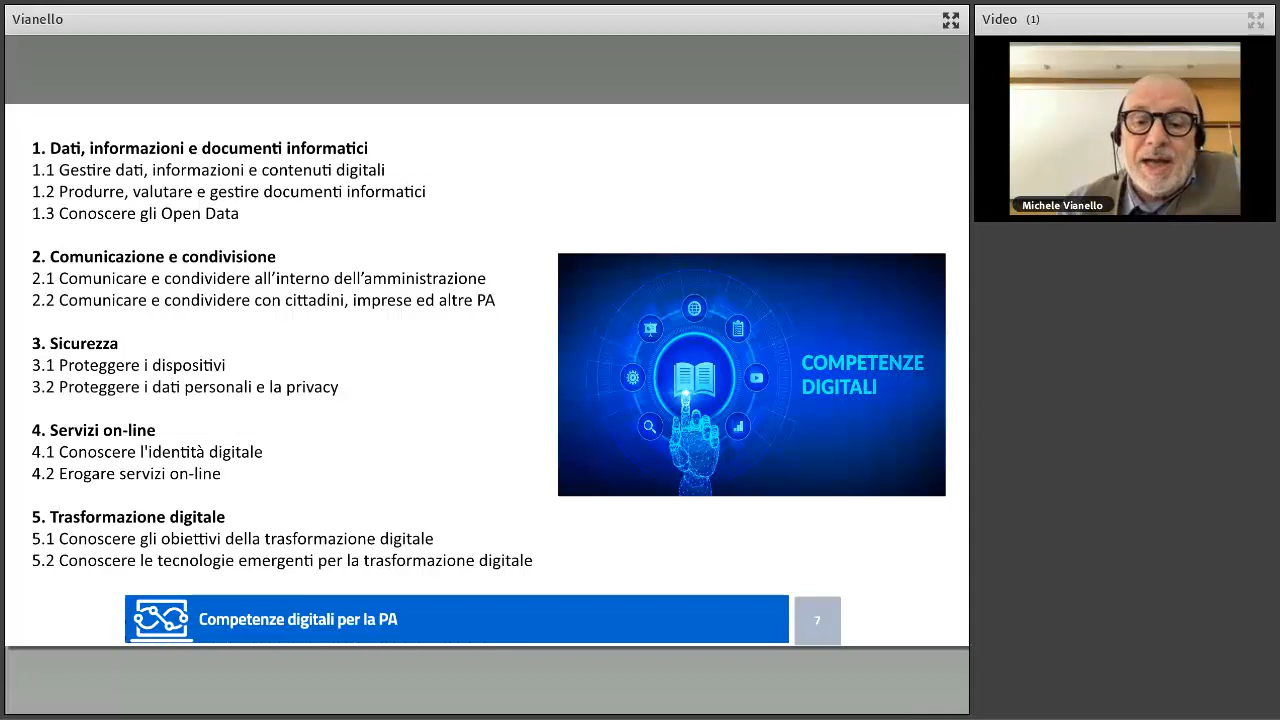 Vianello
Video (1)
Michele Vianello
1. Dati, informazioni e documenti informatici
1.1 Gestire dati, informazioni e contenuti digitali
1.2 Produrre, valutare e gestire documenti informatici
1.3 Conoscere gli Open Data
2. Comunicazione e condivisione
2.1 Comunicare e condividere all’interno dell’amministrazione
2.2 Comunicare e condividere con cittadini, imprese ed altre PA
3. Sicurezza
3.1 Proteggere i dispositivi
3.2 Proteggere i dati personali e la privacy
4. Servizi on-line
4.1 Conoscere l'identità digitale
4.2 Erogare servizi on-line
5. Trasformazione digitale
5.1 Conoscere gli obiettivi della trasformazione digitale
5.2 Conoscere le tecnologie emergenti per la trasformazione digitale
COMPETENZE
DIGITALI
Competenze digitali per la PA
7